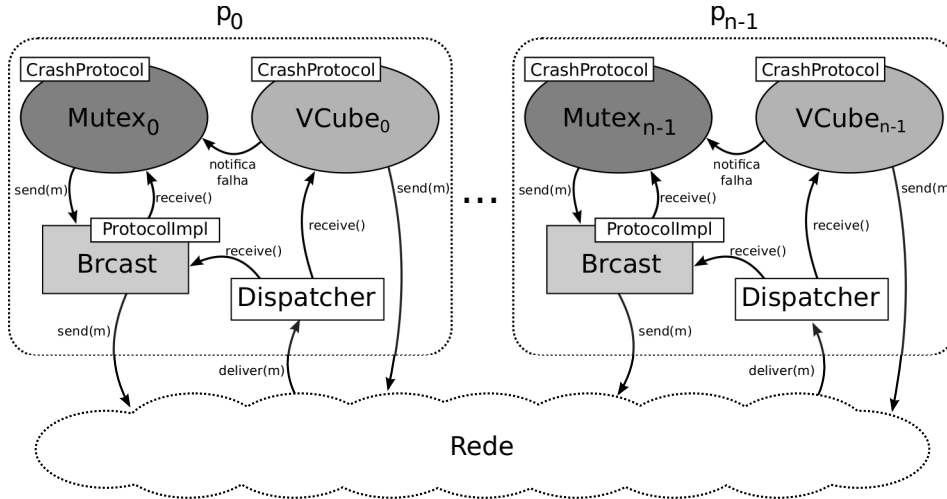 p0
pn-1
CrashProtocol
CrashProtocol
CrashProtocol
CrashProtocol
Mutex0
VCube0
Mutexn-1
VCuben-1
notifica
falha
notifica
falha
send(m)
receive()
send(m)
...
send(m)
receive()
send(m)
ProtocolImpl
ProtocolImpl
receive()
receive()
receive()
receive()
Brcast
Dispatcher
Brcast
Dispatcher
send(m)
deliver(m)
send(m)
deliver(m)
Rede